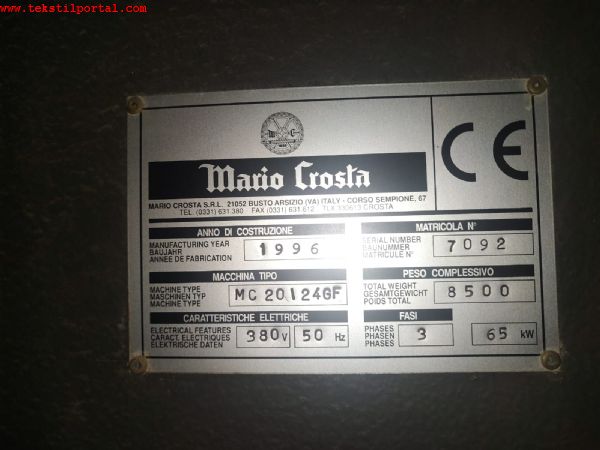 www.tekstilportal.com
Mario Crosta
CE
MARIO CROSTA S.R.L. 21052 BUSTO ARSIZIO (VA) ITALY - CORSO SEMPIONE, 67
TEL. (0331) 631.380 FAX (0331) 631.612 TLX 330613 CROSTA
ANNO DI COSTRUZIONE
MANUFACTURING YEAR
BAUJAHR
ANNÉE DE FABRICATION
1996
MATRICOLA N°
SERIAL NUMBER
BAUNUMMER
MATRICULE N°
7092
MACCHINA TIPO
MACHINE TYPE
MASCHINEN TYP
MACHINE TYPE
MC20124GF
PESO COMPLESSIVO
TOTAL WEIGHT
GESAMTGEWICHT
POIDS TOTAL
8500
CARATTERISTICHE ELETTRICHE
ELECTRICAL FEATURES
CARACT. ELECTRIQUES
ELEKTRISCHE DATEN
380 V 50 Hz
FASI
PHASES
PHASEN
PHASES
3 65 kW